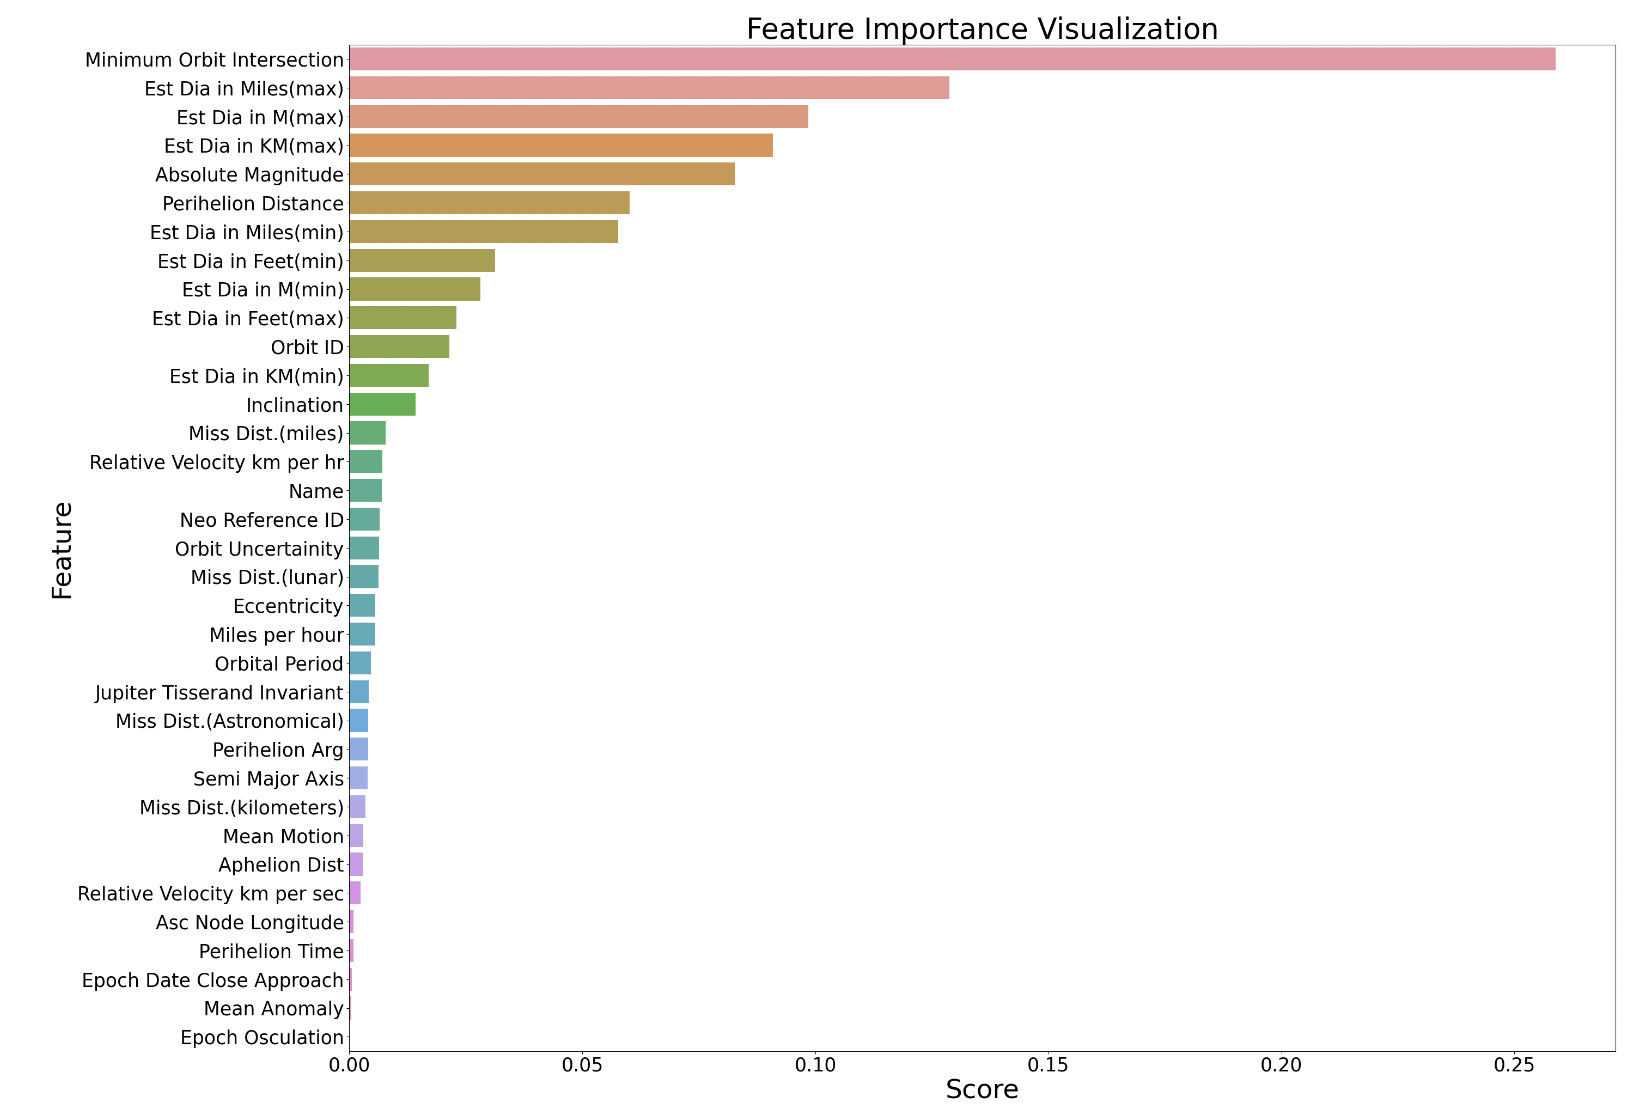 Feature Importance Visualization
Minimum Orbit Intersection
Est Dia in Miles(max)
Est Dia in M(max)
Est Dia in KM(max)
Absolute Magnitude
Perihelion Distance
Est Dia in Miles(min)
Est Dia in Feet(min)
Est Dia in M(min)
Est Dia in Feet(max)
Orbit ID
Est Dia in KM(min)
Inclination
Miss Dist.(miles)
Relative Velocity km per hr
Name
Neo Reference ID
Orbit Uncertainity
Miss Dist.(lunar)
Eccentricity
Miles per hour
Orbital Period
Jupiter Tisserand Invariant
Miss Dist.(Astronomical)
Perihelion Arg
Semi Major Axis
Miss Dist.(kilometers)
Mean Motion
Aphelion Dist
Relative Velocity km per sec
Asc Node Longitude
Perihelion Time
Epoch Date Close Approach
Mean Anomaly
Epoch Osculation
Feature
0.00 0.05 0.10 0.15 0.20 0.25
Score